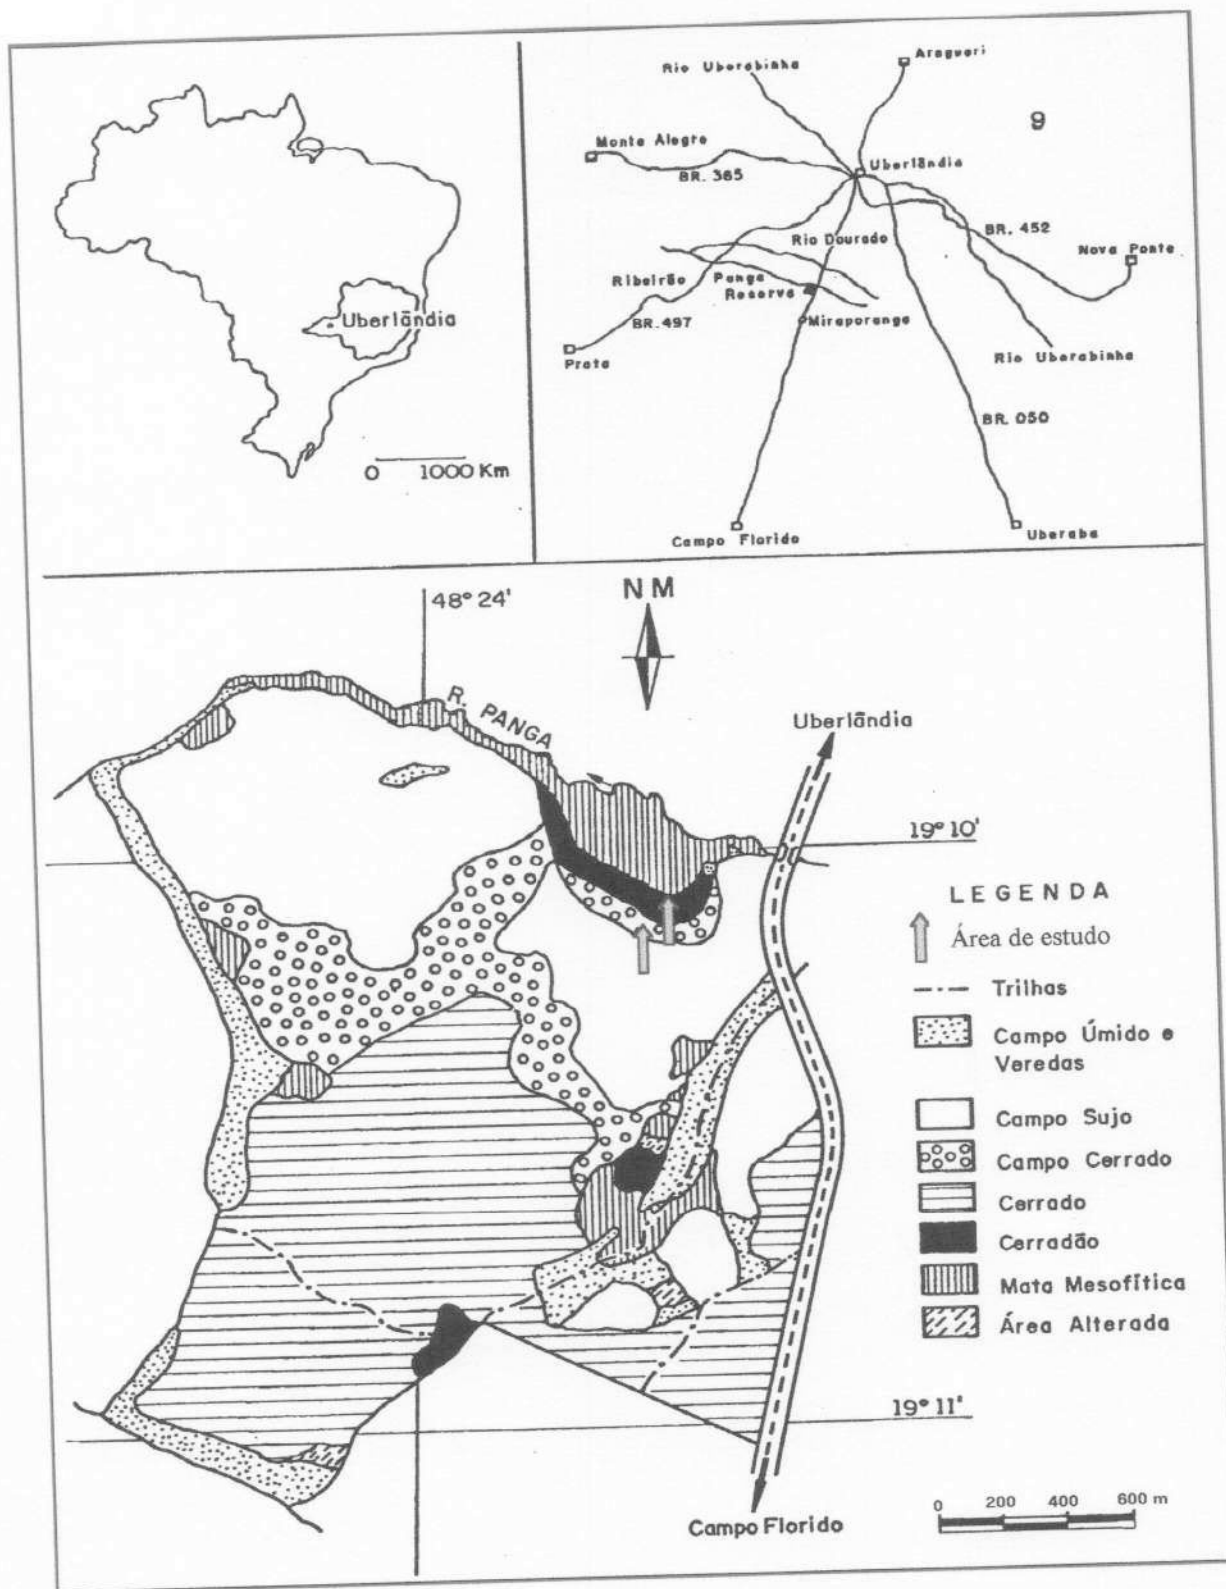 Uberlândia
0 1000 Km
Rio Uberabinha
Araguari
9
Monte Alegre
Uberlândia
BR. 365
BR. 452
Rio Dourado
Nova Ponte
Ribeirão
Panga
Reserva
BR. 497
Miraporanga
Prata
Rio Uberabinha
BR. 050
Campo Florido
Uberaba
48° 24'
NM
R. PANGA
Uberlândia
19° 10'
LEGENDA
Área de estudo
Trilhas
Campo Úmido e
Veredas
Campo Sujo
Campo Cerrado
Cerrado
Cerradão
Mata Mesofítica
Área Alterada
19° 11'
0 200 400 600 m
Campo Florido